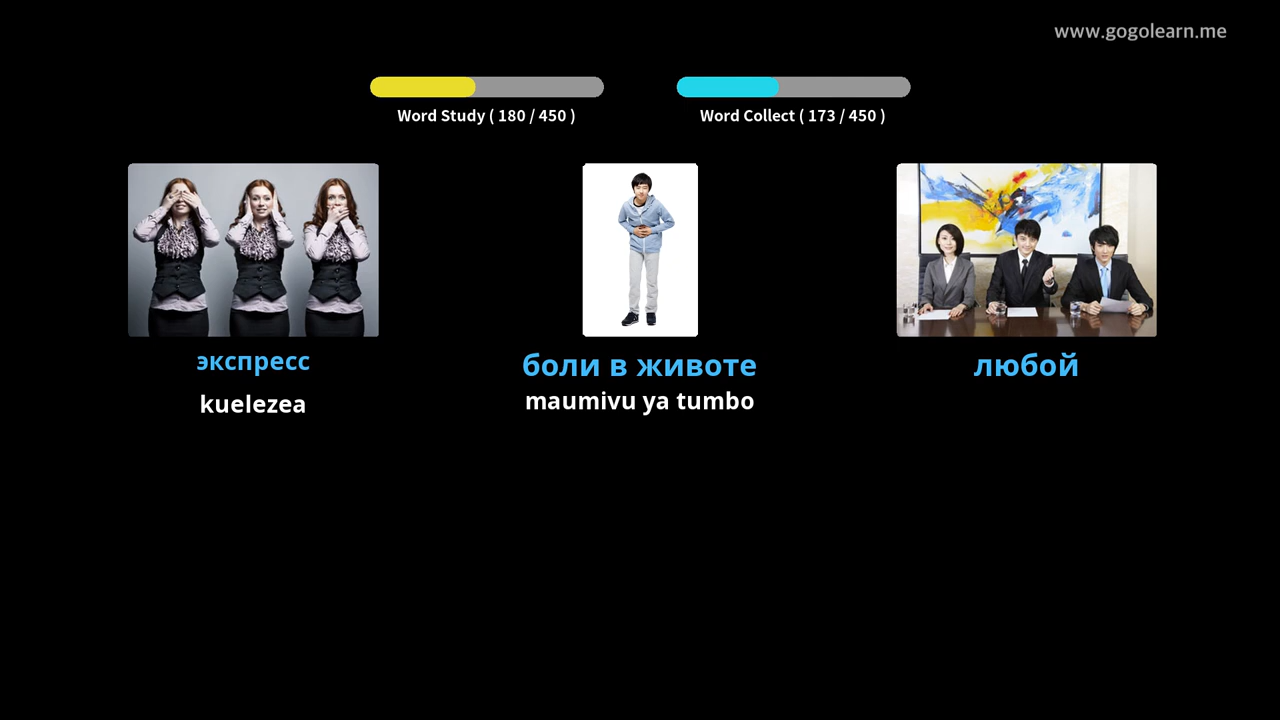 www.gogolearn.me
Word Study ( 180 / 450 )
Word Collect ( 173 / 450 )
экспресс
kuelezea
боли в животе
maumivu ya tumbo
любой